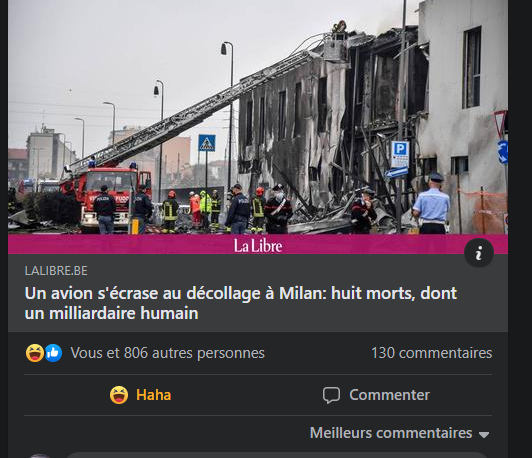 P
P
La Libre
LALIBRE.BE
Un avion s'écrase au décollage à Milan: huit morts, dont
un milliardaire humain
Vous et 806 autres personnes
130 commentaires
Haha
Commenter
Meilleurs commentaires